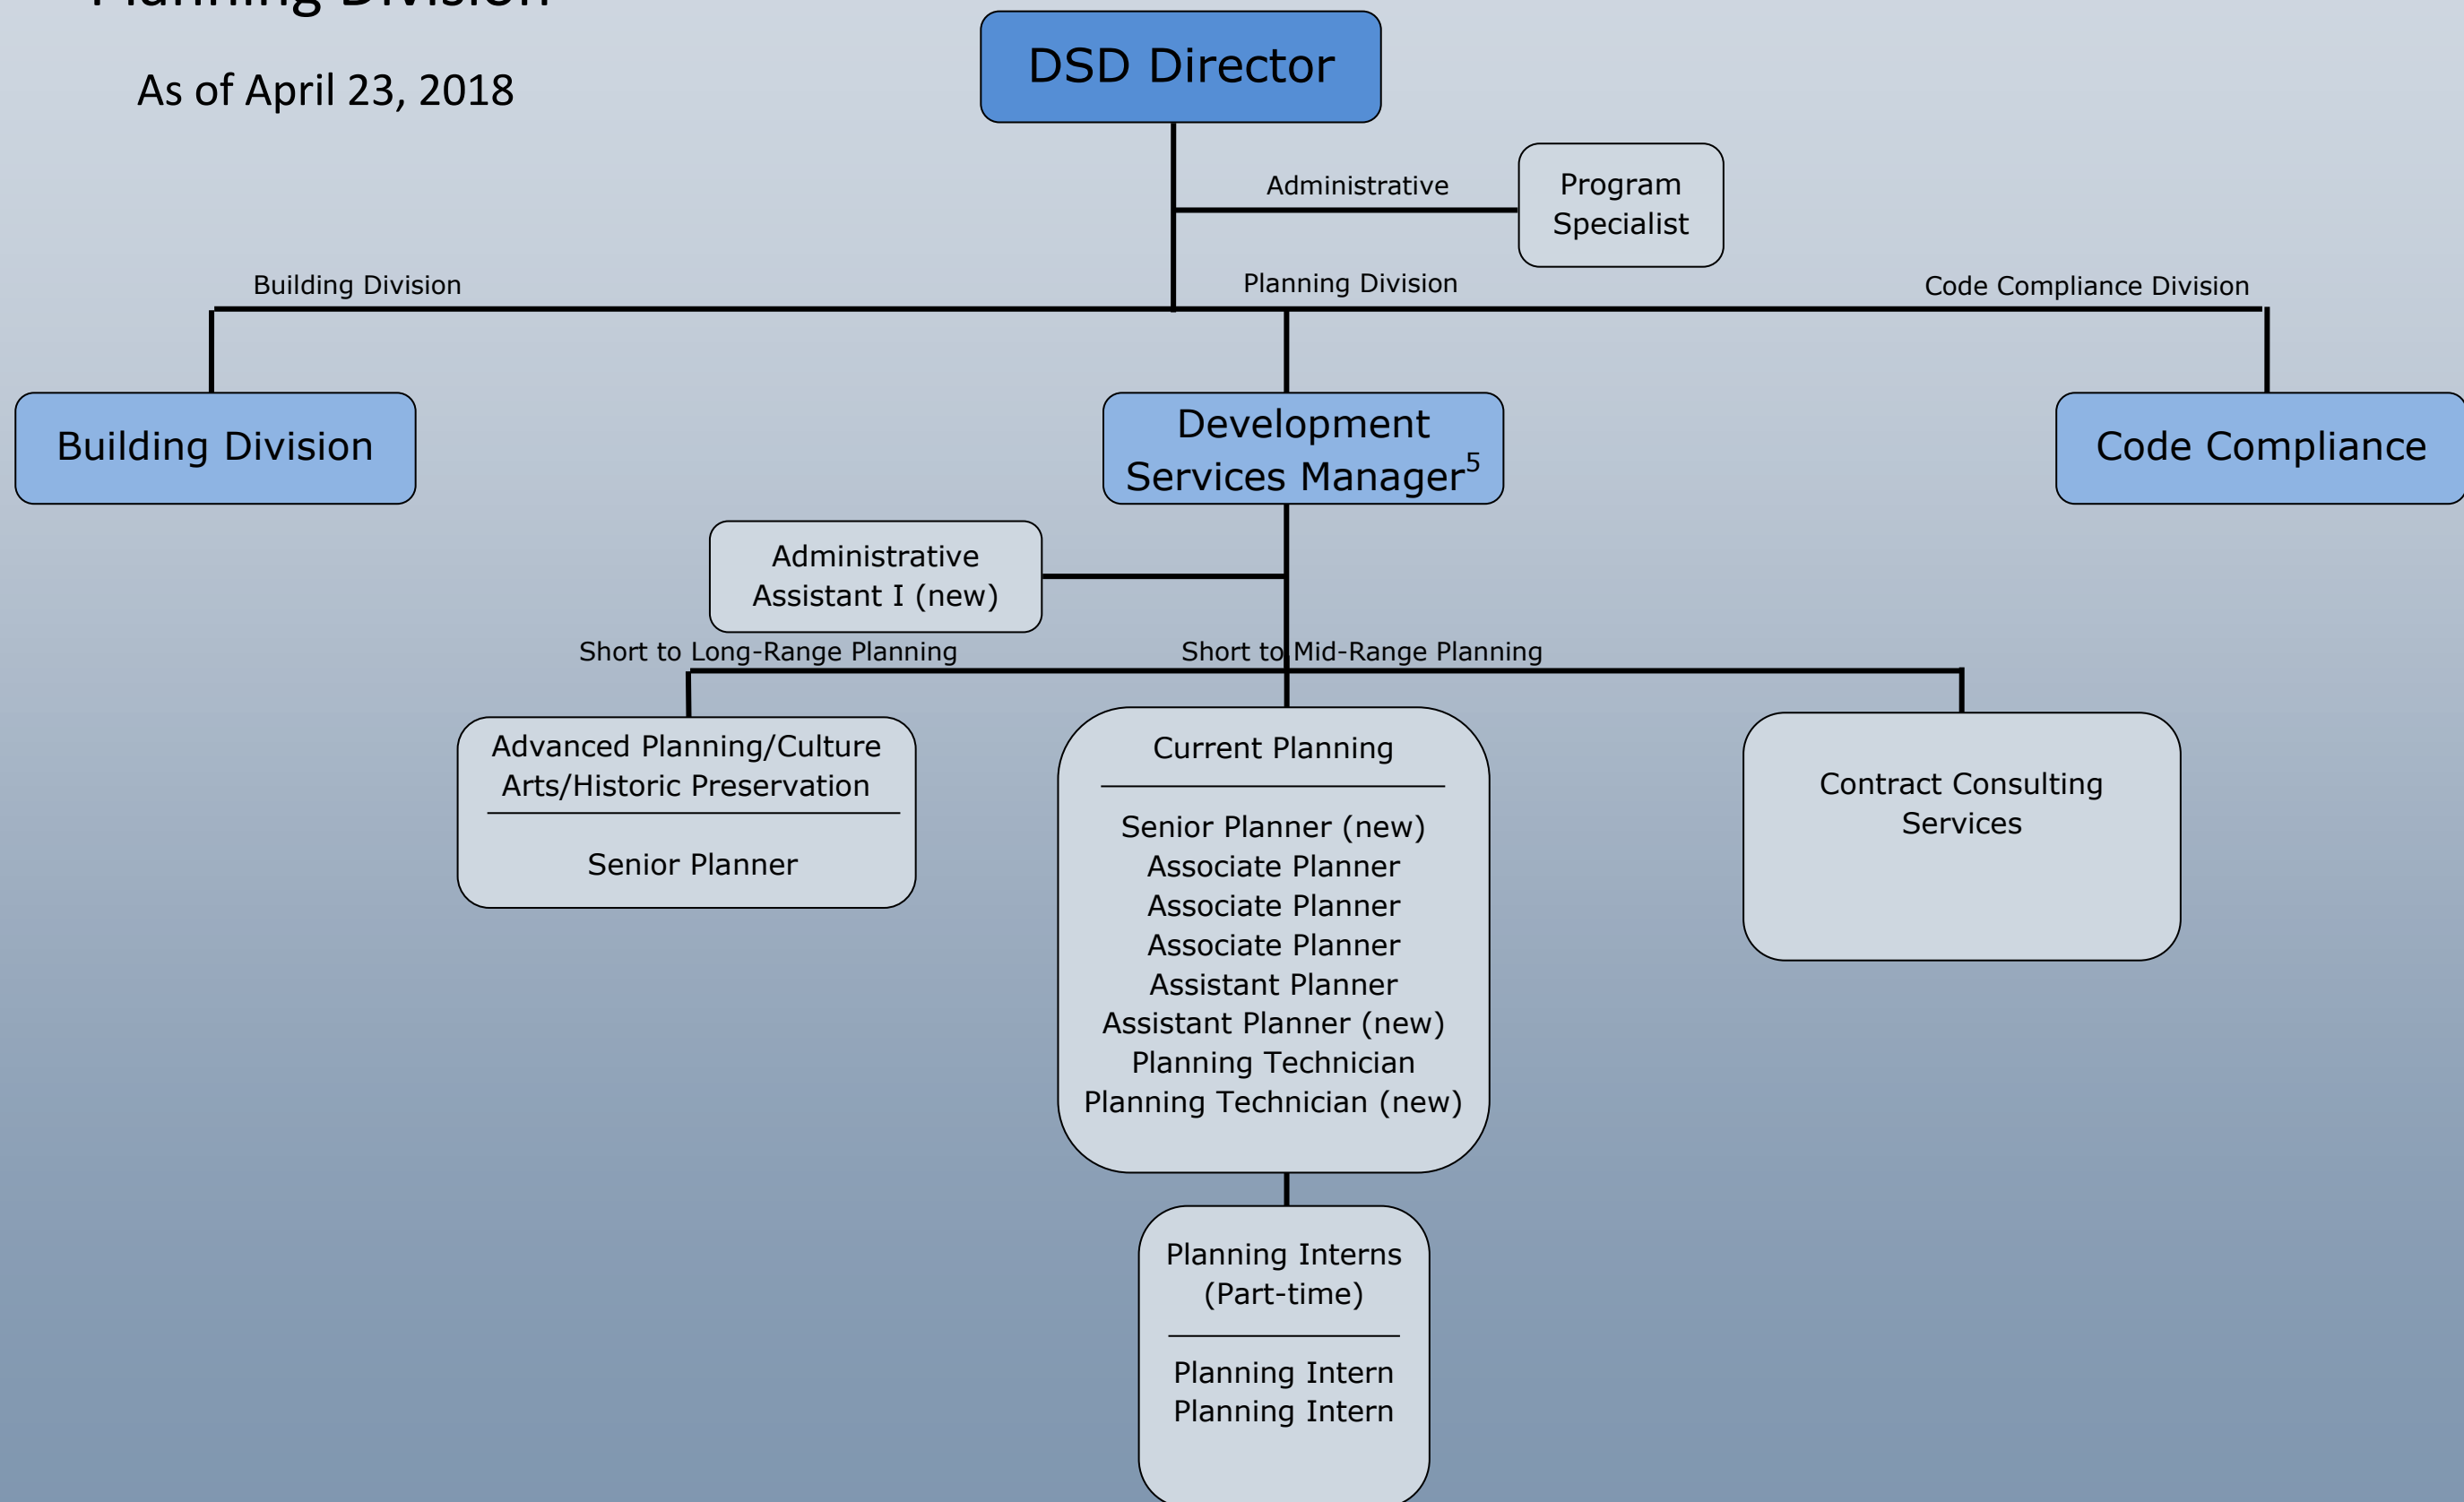 Planning Division
As of April 23, 2018
DSD Director
Administrative
Program
Specialist
Building Division
Planning Division
Code Compliance Division
Building Division
Development
Services Manager⁵
Code Compliance
Administrative
Assistant I (new)
Short to Long-Range Planning
Short to Mid-Range Planning
Advanced Planning/Culture
Arts/Historic Preservation
Senior Planner
Current Planning
Senior Planner (new)
Associate Planner
Associate Planner
Associate Planner
Assistant Planner
Assistant Planner (new)
Planning Technician
Planning Technician (new)
Contract Consulting
Services
Planning Interns
(Part-time)
Planning Intern
Planning Intern